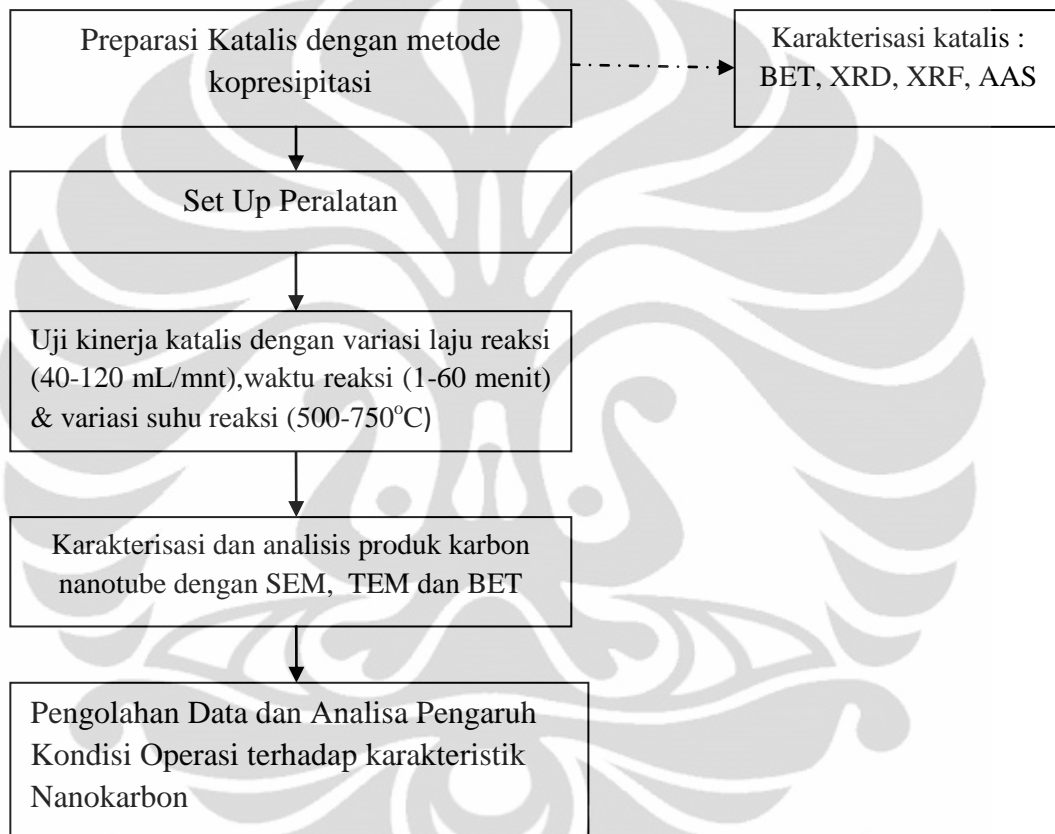 Preparasi Katalis dengan metode
kopresipitasi
Karakterisasi katalis :
BET, XRD, XRF, AAS
Set Up Peralatan
Uji kinerja katalis dengan variasi laju reaksi
(40-120 mL/mnt),waktu reaksi (1-60 menit)
& variasi suhu reaksi (500-750°C)
Karakterisasi dan analisis produk karbon
nanotube dengan SEM, TEM dan BET
Pengolahan Data dan Analisa Pengaruh
Kondisi Operasi terhadap karakteristik
Nanokarbon